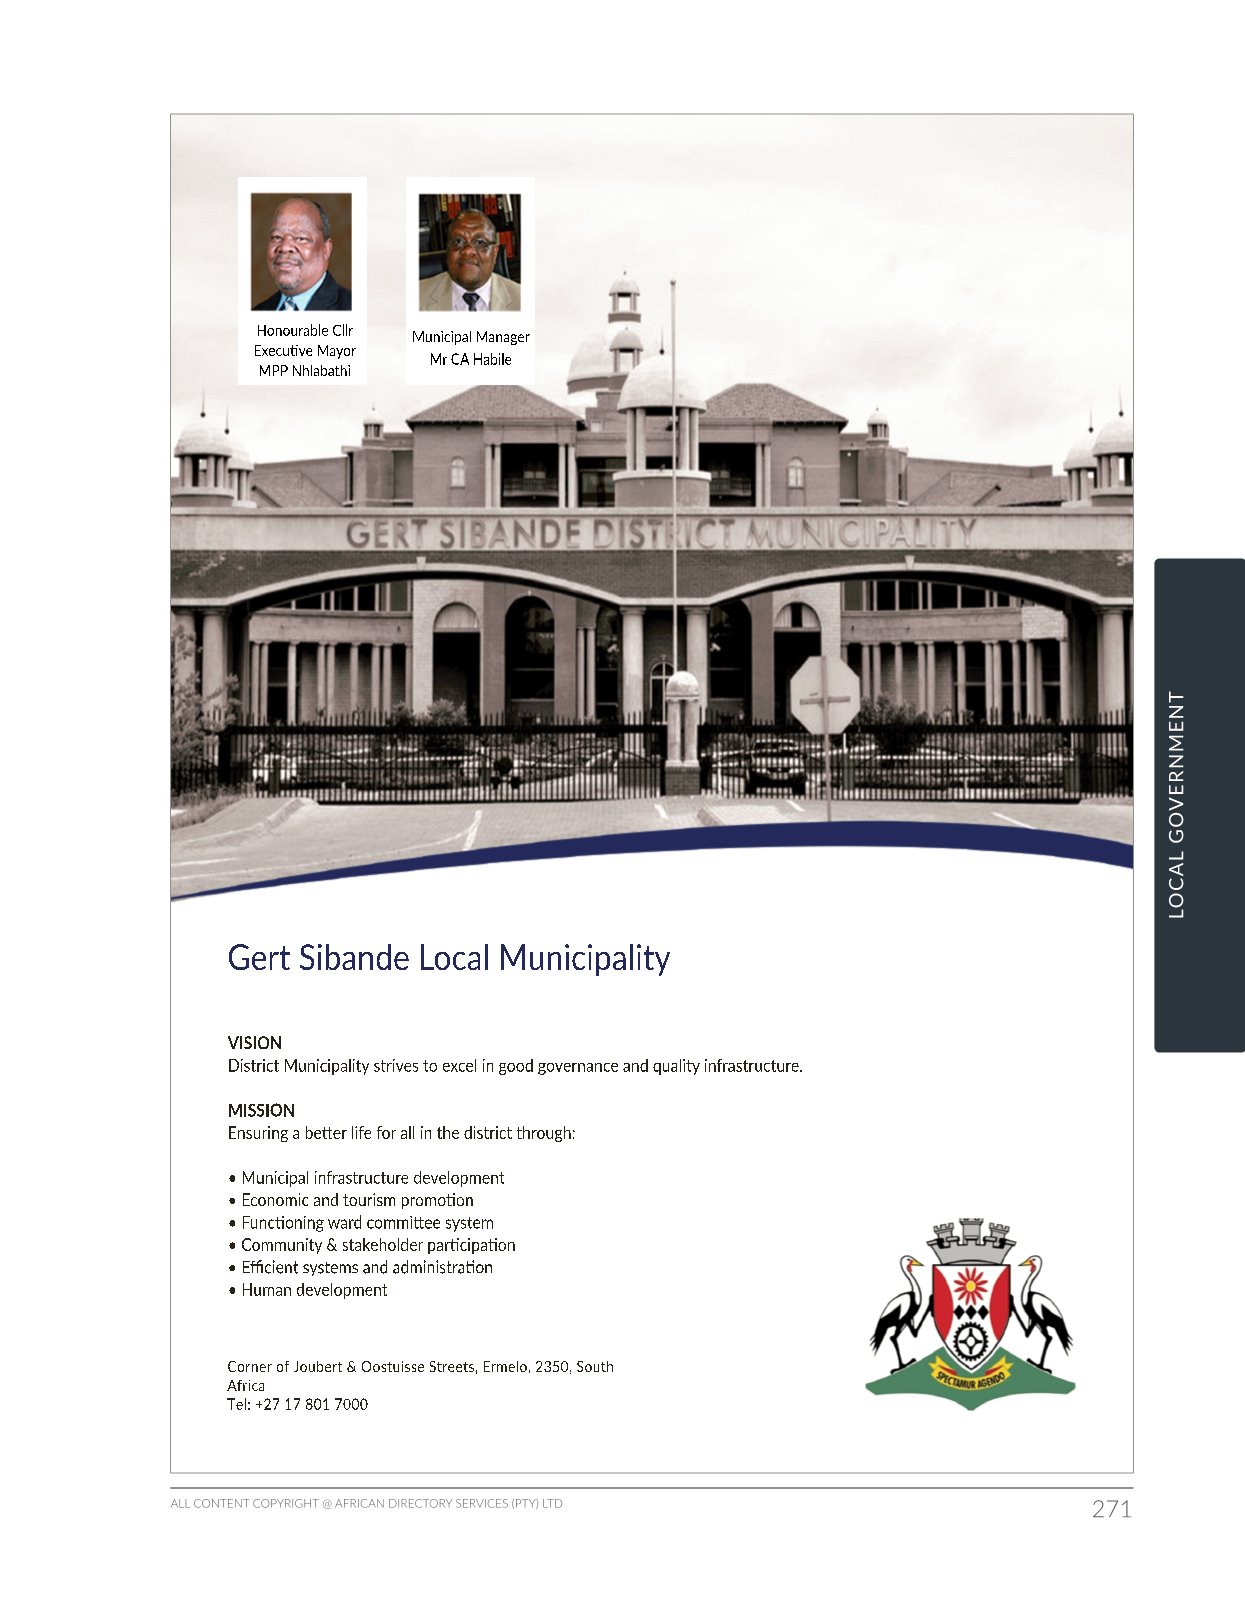 Honourable Cllr
Executive Mayor
MPP Nhlabathi
Municipal Manager
Mr CA Habile
GERT SIBANDE DISTRICT MUNICIPALITY
LOCAL GOVERNMENT
Gert Sibande Local Municipality
VISION
District Municipality strives to excel in good governance and quality infrastructure.
MISSION
Ensuring a better life for all in the district through:
• Municipal infrastructure development
• Economic and tourism promotion
• Functioning ward committee system
• Community & stakeholder participation
• Efficient systems and administration
• Human development
Corner of Joubert & Oostuisse Streets, Ermelo, 2350, South
Africa
Tel: +27 17 801 7000
SPECTAMUR AGENDO
ALL CONTENT COPYRIGHT @ AFRICAN DIRECTORY SERVICES (PTY) LTD
271